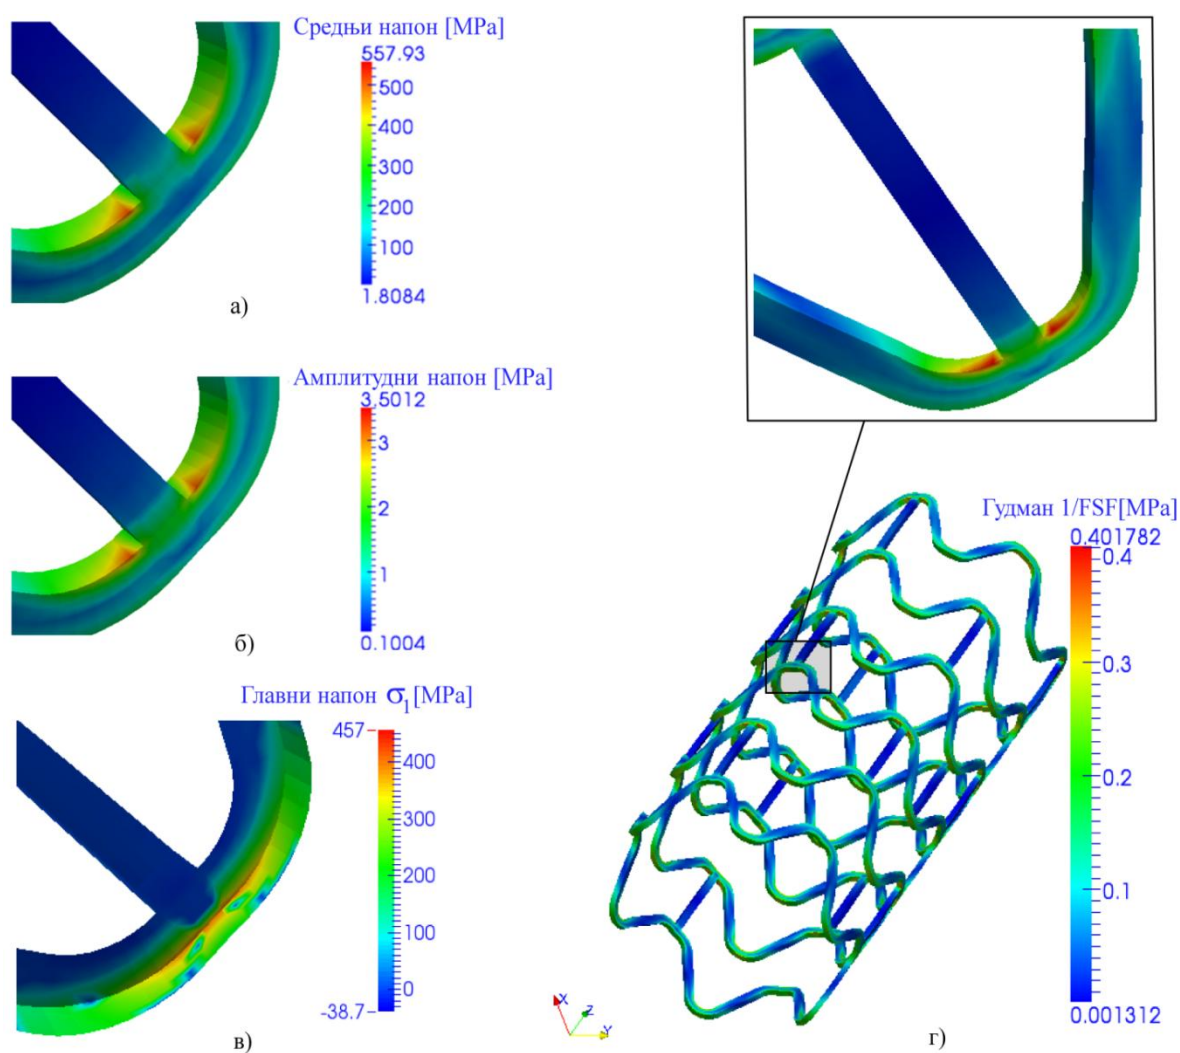 Средњи напон [MPa]
557.93
500
400
300
200
100
1.8084
а)
Амплитудни напон [MPa]
3.5012
3
2
1
0.1004
б)
Главни напон σ1[MPa]
457
400
300
200
100
0
-38.7
в)
Гудман 1/FSF[MPa]
0.401782
0.4
0.3
0.2
0.1
0.001312
X
Z
Y
г)